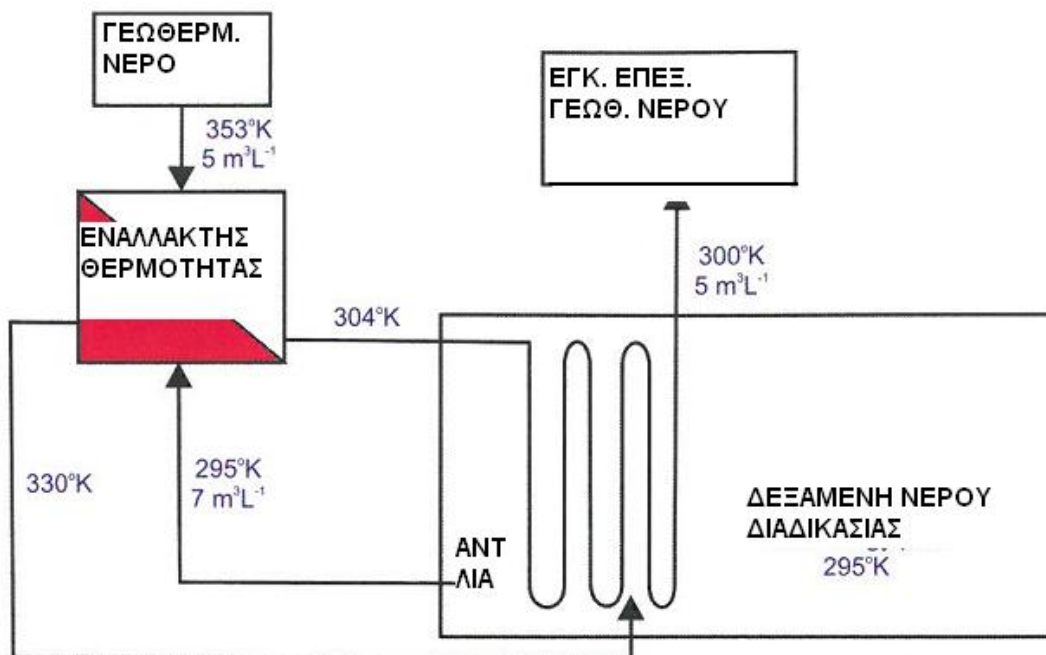 ΓΕΩΘΕΡΜ.
ΝΕΡΟ
353°K
5 m³L⁻¹
ΕΓΚ. ΕΠΕΞ.
ΓΕΩΘ. ΝΕΡΟΥ
ΕΝΑΛΛΑΚΤΗΣ
ΘΕΡΜΟΤΗΤΑΣ
300°K
5 m³L⁻¹
304°K
330°K
295°K
7 m³L⁻¹
ΑΝΤ
ΛΙΑ
ΔΕΞΑΜΕΝΗ ΝΕΡΟΥ
ΔΙΑΔΙΚΑΣΙΑΣ
295°K